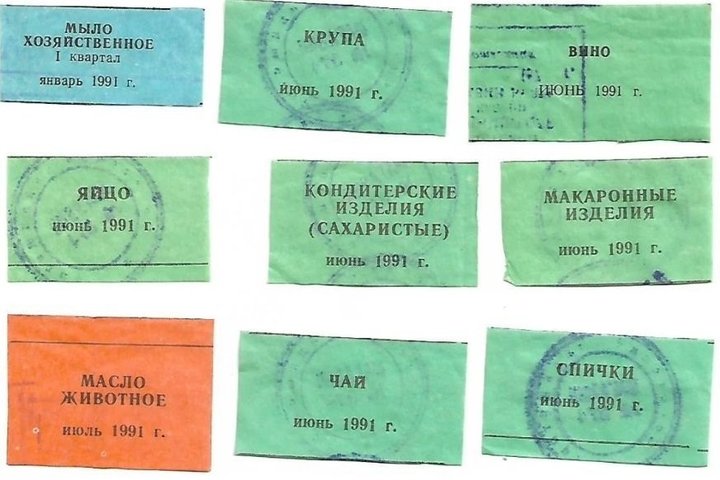 МЫЛО
ХОЗЯЙСТВЕННОЕ
I квартал
январь 1991 г.
КРУПА
июнь 1991 г.
ВИНО
ИЮНЬ 1991 г.
ЯЙЦО
июнь 1991 г.
КОНДИТЕРСКИЕ
ИЗДЕЛИЯ
(САХАРИСТЫЕ)
июнь 1991 г.
МАКАРОННЫЕ
ИЗДЕЛИЯ
июнь 1991 г.
МАСЛО
ЖИВОТНОЕ
июль 1991 г.
ЧАЙ
июнь 1991 г.
СПИЧКИ
июнь 1991 г.